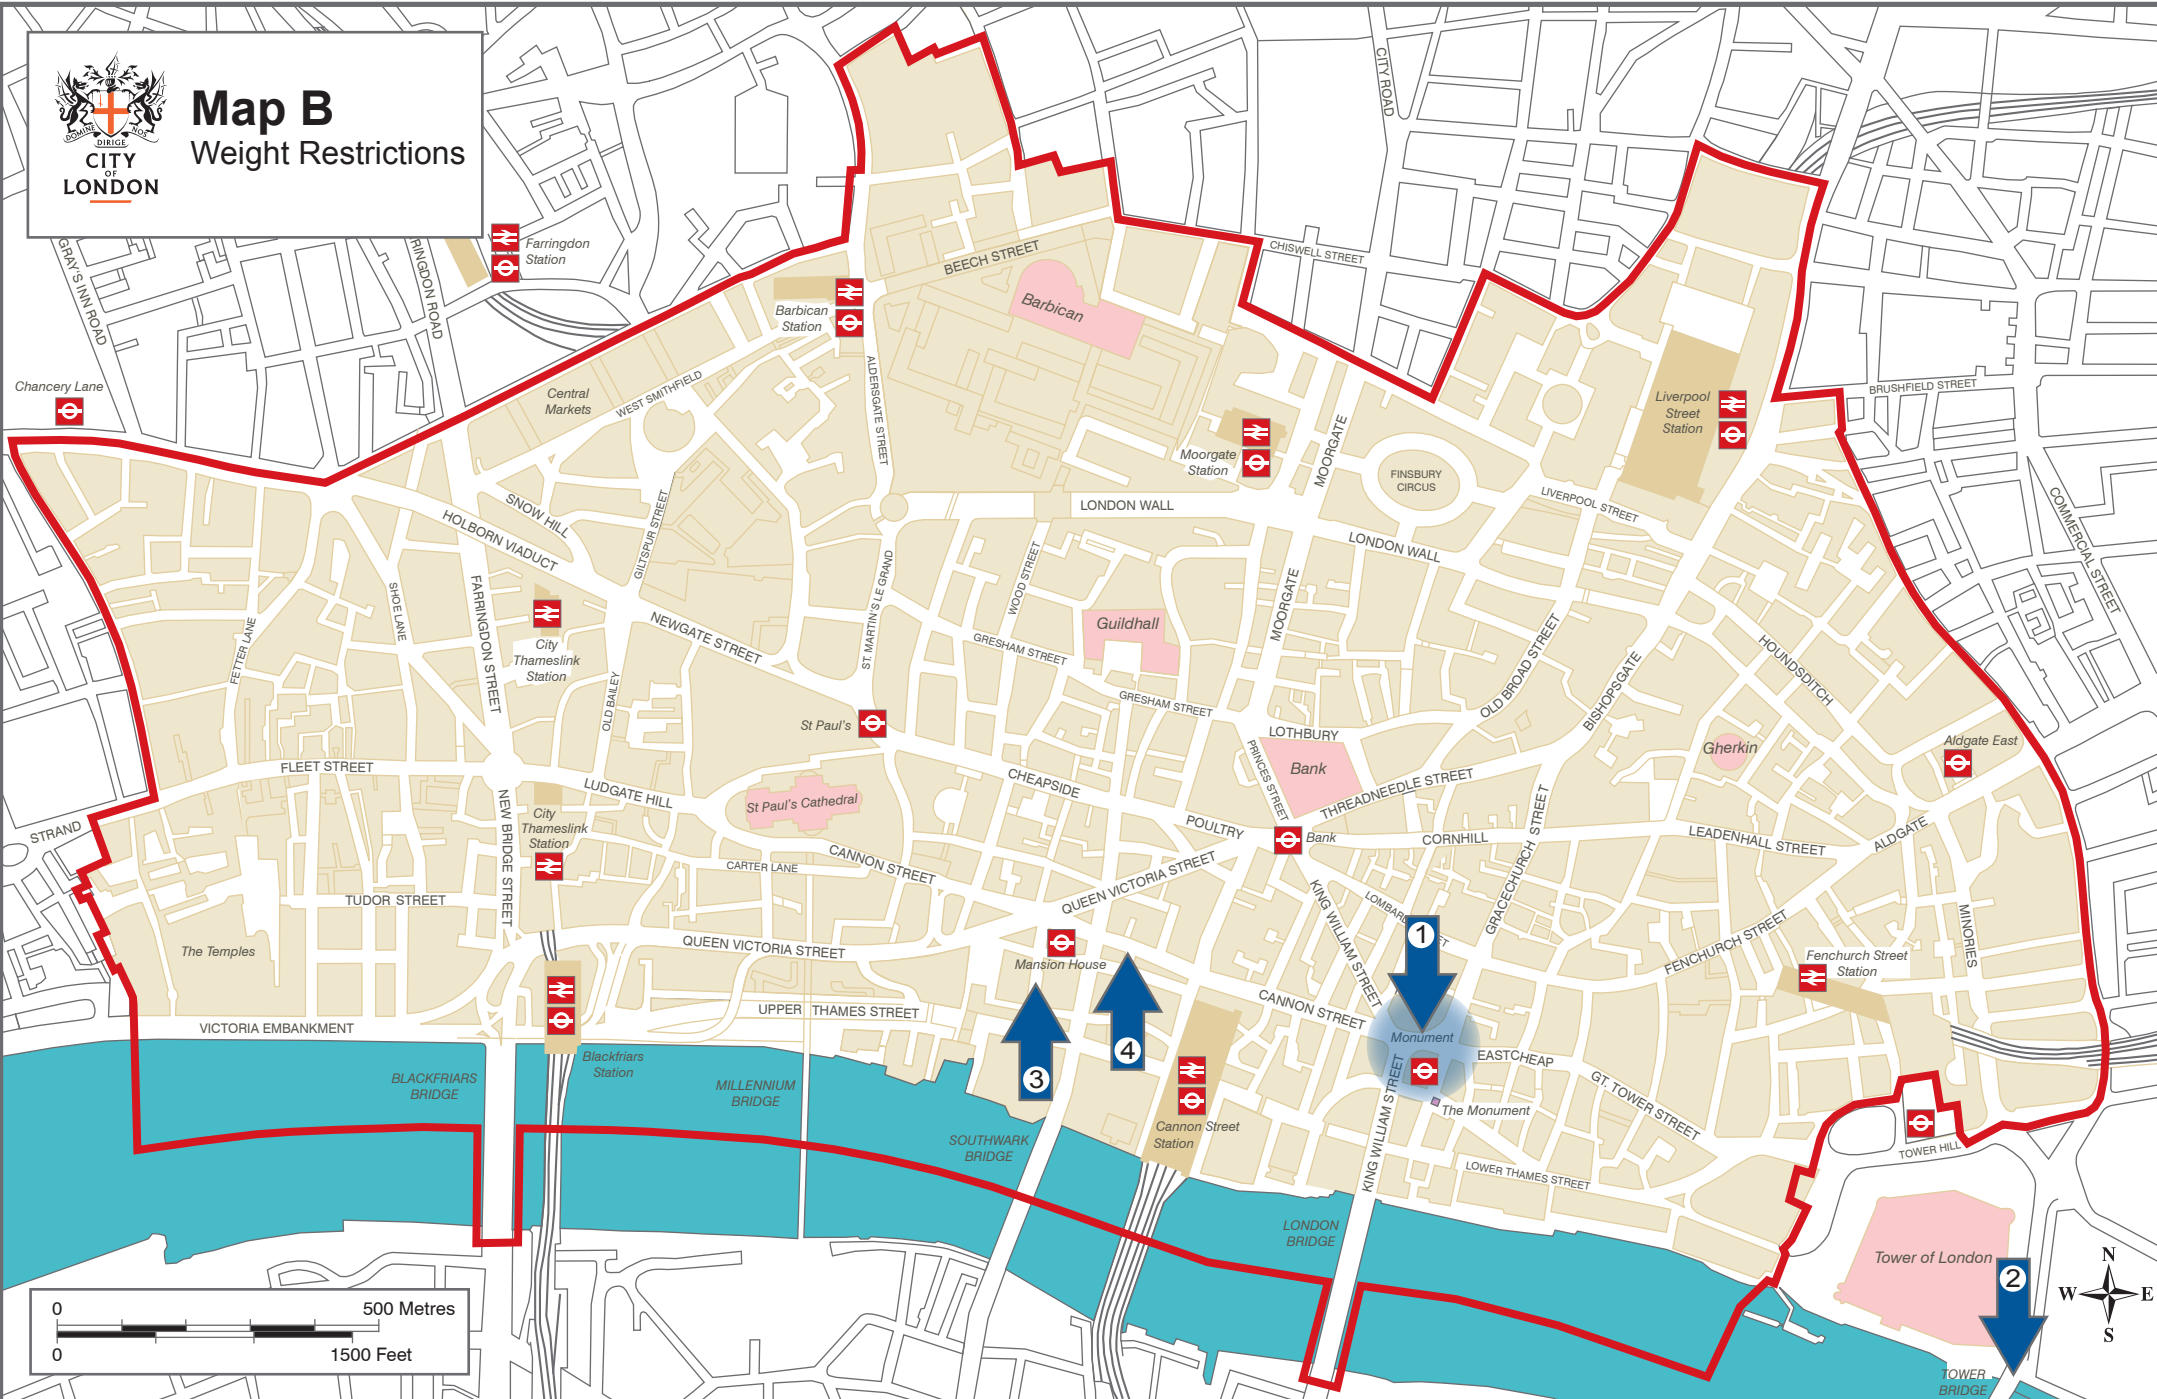 Map B
Weight Restrictions
DOMINE
DIRIGE
NOS
CITY
OF
LONDON
CITY ROAD
GRAY'S INN ROAD
RINGDON ROAD
Farringdon
Station
CHISWELL STREET
BEECH STREET
Barbican
Barbican
Station
Chancery Lane
Central
Markets
WEST SMITHFIELD
ALDERSGATE STREET
Moorgate
Station
MOORGATE
FINSBURY
CIRCUS
Liverpool
Street
Station
BRUSHFIELD STREET
COMMERCIAL STREET
LIVERPOOL STREET
LONDON WALL
LONDON WALL
SNOW HILL
HOLBORN VIADUCT
GILTSPUR STREET
SHOE LANE
FARRINGDON STREET
FETTER LANE
City
Thameslink
Station
NEWGATE STREET
OLD BAILEY
ST. MARTIN'S LE GRAND
WOOD STREET
GRESHAM STREET
Guildhall
MOORGATE
GRESHAM STREET
OLD BROAD STREET
BISHOPSGATE
HOUNDSDITCH
St Paul's
LOTHBURY
PRINCES STREET
Bank
THREADNEEDLE STREET
Gherkin
Aldgate East
FLEET STREET
STRAND
LUDGATE HILL
St Paul's Cathedral
CHEAPSIDE
POULTRY
Bank
CORNHILL
GRACECHURCH STREET
LEADENHALL STREET
ALDGATE
NEW BRIDGE STREET
City
Thameslink
Station
CARTER LANE
CANNON STREET
QUEEN VICTORIA STREET
KING WILLIAM STREET
TUDOR STREET
The Temples
QUEEN VICTORIA STREET
Mansion House
1
FENCHURCH STREET
Fenchurch Street
Station
MINORIES
VICTORIA EMBANKMENT
UPPER THAMES STREET
CANNON STREET
Monument
EASTCHEAP
GT. TOWER STREET
3
4
Blackfriars
Station
BLACKFRIARS
BRIDGE
MILLENNIUM
BRIDGE
SOUTHWARK
BRIDGE
Cannon Street
Station
The Monument
KING WILLIAM STREET
LOWER THAMES STREET
TOWER HILL
LONDON
BRIDGE
Tower of London
2
TOWER
BRIDGE
N
W
E
S
0
500 Metres
0
1500 Feet